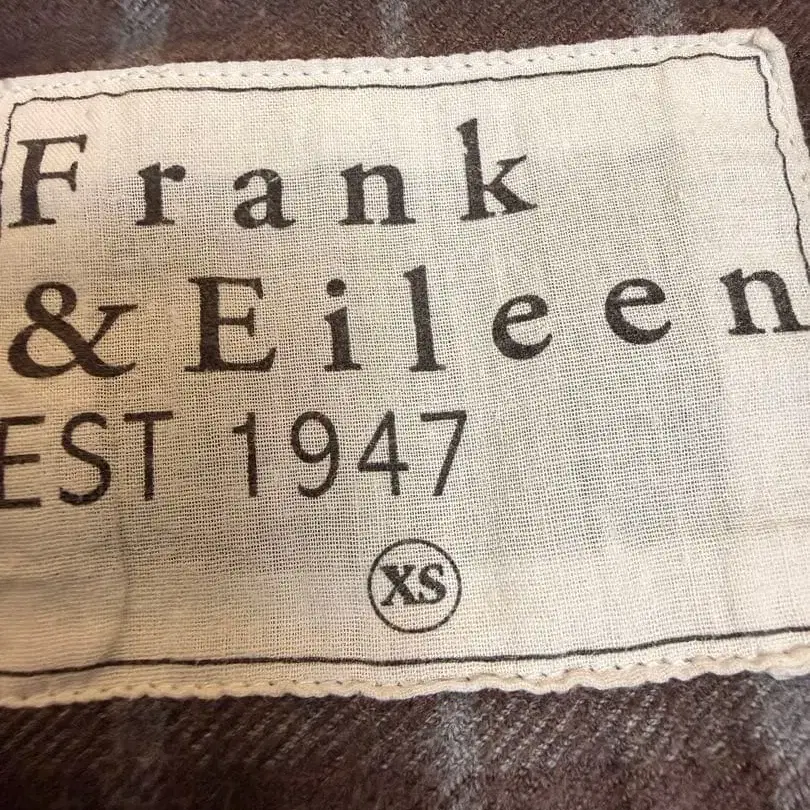 Frank
& Eileen
EST 1947
XS